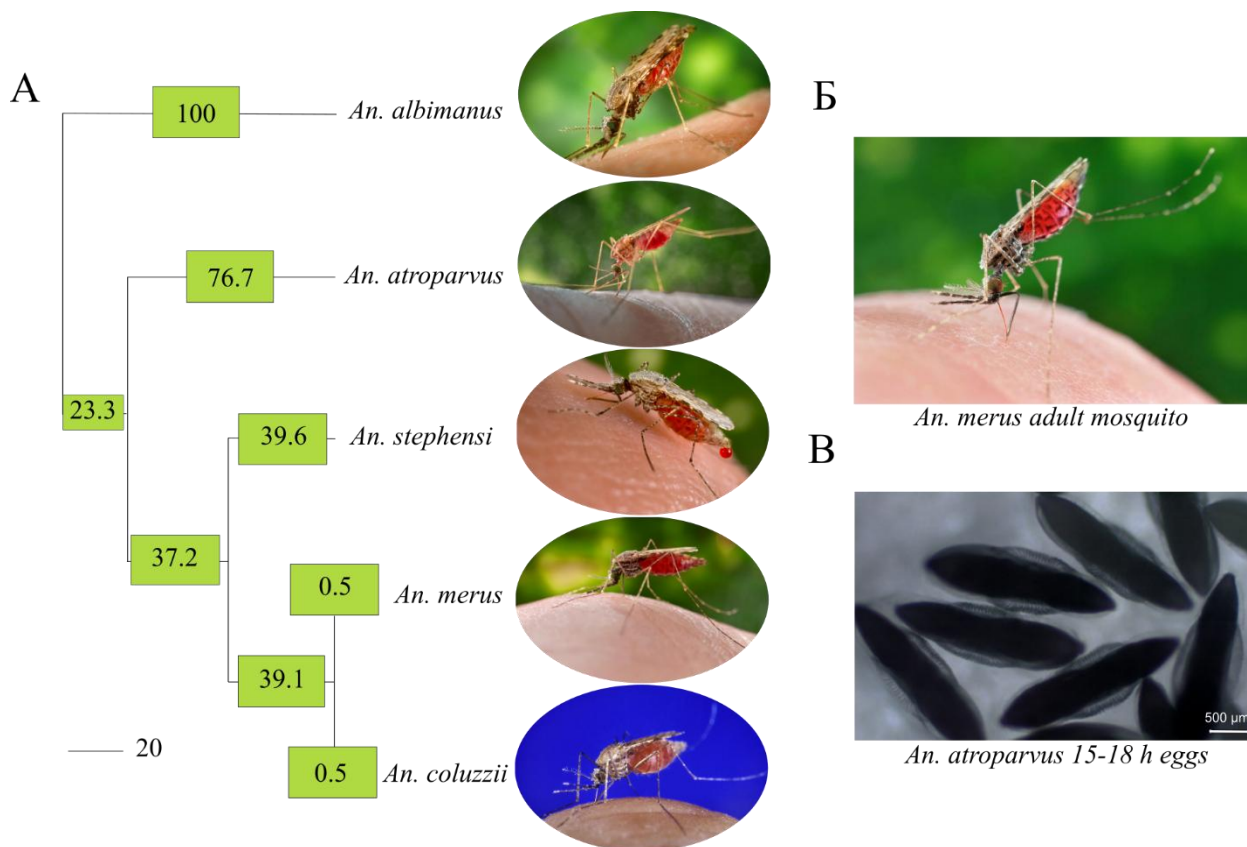 А
100
An. albimanus
76.7
An. atroparvus
23.3
39.6
An. stephensi
37.2
0.5
An. merus
39.1
20
0.5
An. coluzzii
Б
An. merus adult mosquito
В
500 µm
An. atroparvus 15-18 h eggs